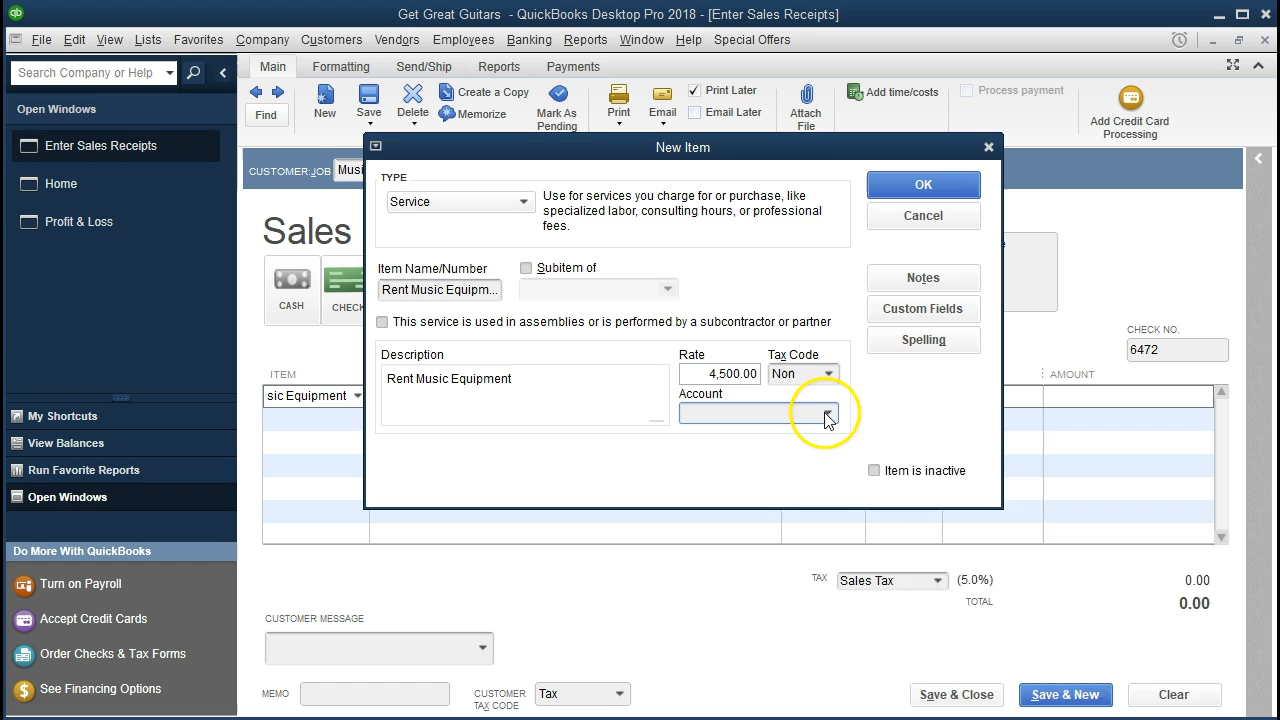 Get Great Guitars - QuickBooks Desktop Pro 2018 - [Enter Sales Receipts]
File Edit View Lists Favorites Company Customers Vendors Employees Banking Reports Window Help Special Offers
Search Company or Help
Main Formatting Send/Ship Reports Payments
Find
New
Save
Delete
Create a Copy
Memorize
Mark As
Pending
Print
Email
Print Later
Email Later
Attach
File
Add time/costs
Process payment
Add Credit Card
Processing
Open Windows
Enter Sales Receipts
Home
Profit & Loss
My Shortcuts
View Balances
Run Favorite Reports
Open Windows
Do More With QuickBooks
Turn on Payroll
Accept Credit Cards
Order Checks & Tax Forms
See Financing Options
CUSTOMER:JOB Musi
Sales
CASH
CHECK
CHECK NO.
6472
ITEM
AMOUNT
sic Equipment
New Item
TYPE
Service
Use for services you charge for or purchase, like
specialized labor, consulting hours, or professional
fees.
OK
Cancel
Item Name/Number
Subitem of
Rent Music Equipm...
Notes
Custom Fields
Spelling
This service is used in assemblies or is performed by a subcontractor or partner
Description
Rate
Tax Code
Rent Music Equipment
4,500.00
Non
Account
Item is inactive
TAX Sales Tax (5.0%) 0.00
TOTAL 0.00
CUSTOMER MESSAGE
MEMO
CUSTOMER
TAX CODE
Tax
Save & Close
Save & New
Clear